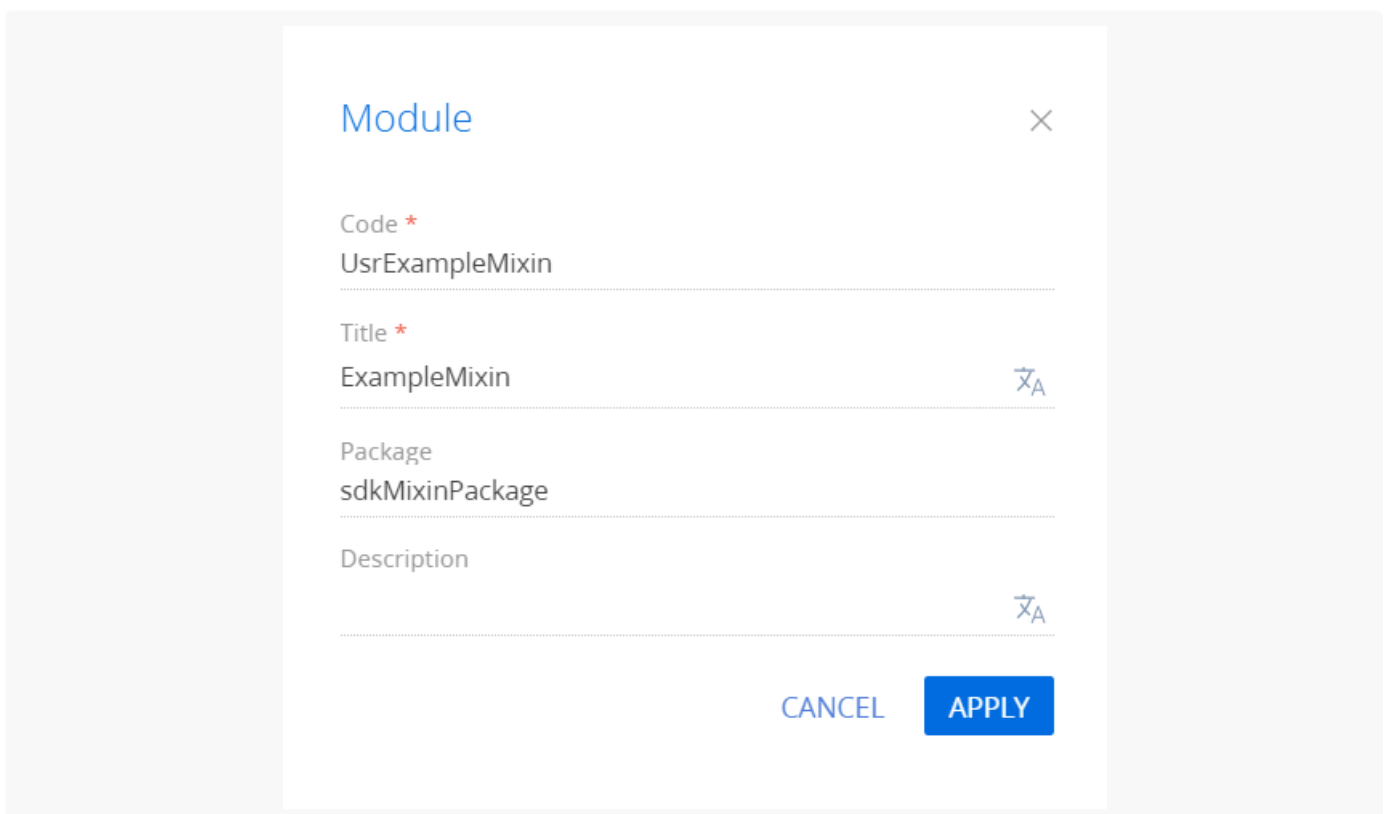 Module
Code *
UsrExampleMixin
Title *
ExampleMixin
Package
sdkMixinPackage
Description
CANCEL APPLY